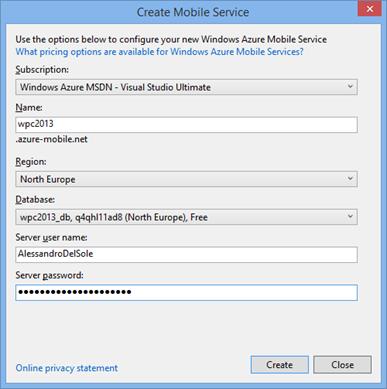 Create Mobile Service
Use the options below to configure your new Windows Azure Mobile Service
What pricing options are available for Windows Azure Mobile Services?
Subscription:
Windows Azure MSDN - Visual Studio Ultimate
Name:
wpc2013
.azure-mobile.net
Region:
North Europe
Database:
wpc2013_db, q4qhl11ad8 (North Europe), Free
Server user name:
AlessandroDelSole
Server password:
●●●●●●●●●●●●●●●●●●●●●
Online privacy statement
Create
Close